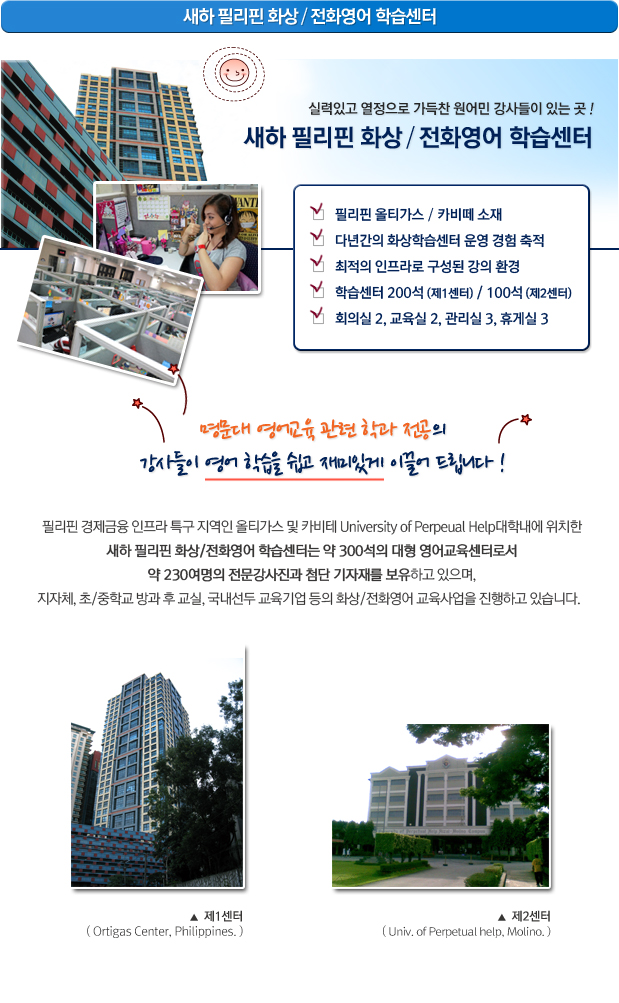 새하 필리핀 화상 / 전화영어 학습센터
실력있고 열정으로 가득찬 원어민 강사들이 있는 곳 !
새하 필리핀 화상 / 전화영어 학습센터
필리핀 올티가스 / 카비떼 소재
다년간의 화상학습센터 운영 경험 축적
최적의 인프라로 구성된 강의 환경
학습센터 200석 (제1센터) / 100석 (제2센터)
회의실 2, 교육실 2, 관리실 3, 휴게실 3
명문대 영어교육 관련 학과 전공의
강사들이 영어 학습을 쉽고 재미있게 이끌어 드립니다 !
필리핀 경제금융 인프라 특구 지역인 올티가스 및 카비테 University of Perpeual Help대학내에 위치한
새하 필리핀 화상/전화영어 학습센터는 약 300석의 대형 영어교육센터로서
약 230여명의 전문강사진과 첨단 기자재를 보유하고 있으며,
지자체, 초/중학교 방과 후 교실, 국내선두 교육기업 등의 화상/전화영어 교육사업을 진행하고 있습니다.
▲ 제1센터
( Ortigas Center, Philippines. )
▲ 제2센터
( Univ. of Perpetual help, Molino. )